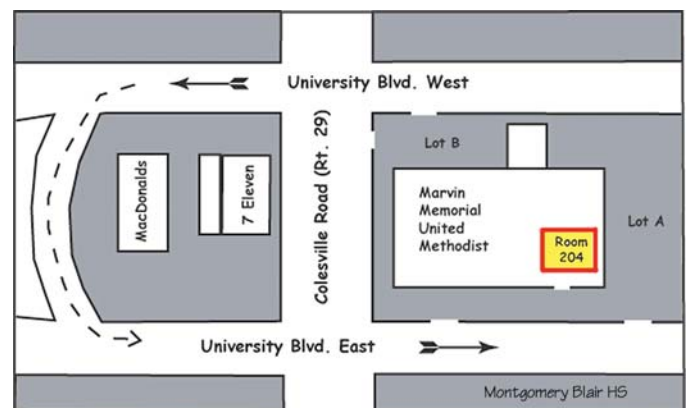 University Blvd. West
Colesville Road (Rt. 29)
Lot B
MacDonalds
7 Eleven
Marvin
Memorial
United
Methodist
Room
204
Lot A
University Blvd. East
Montgomery Blair HS